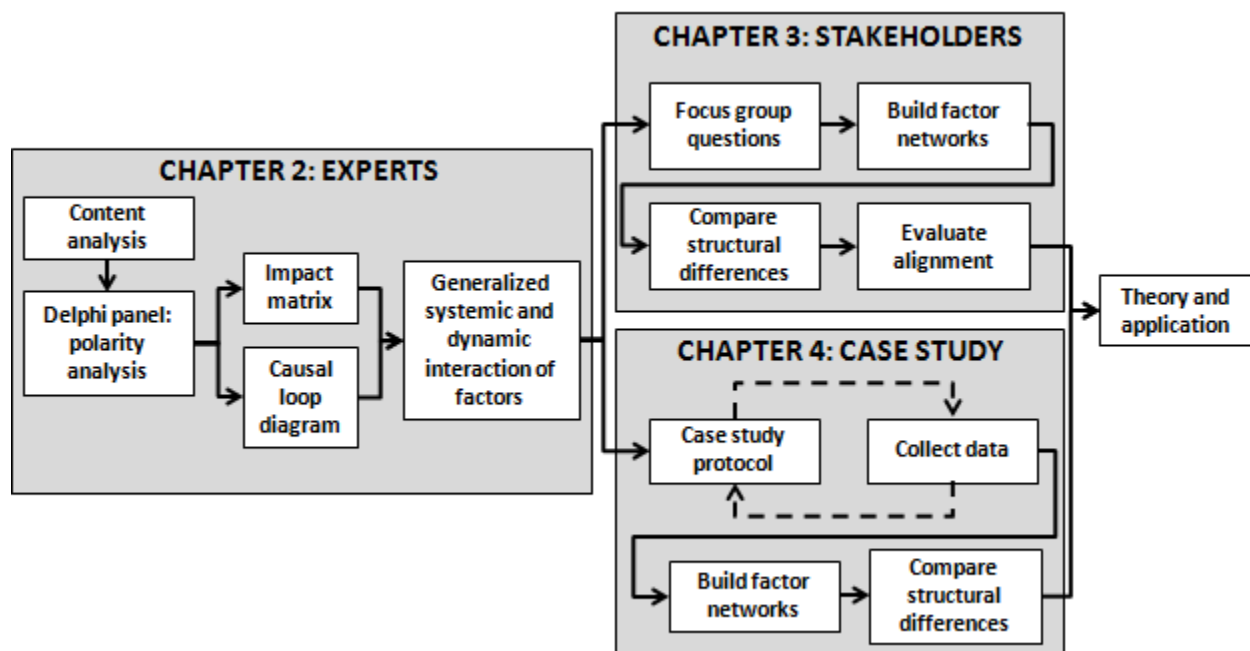 CHAPTER 2: EXPERTS
Content
analysis
Delphi panel:
polarity
analysis
Impact
matrix
Causal
loop
diagram
Generalized
systemic and
dynamic
interaction of
factors
CHAPTER 3: STAKEHOLDERS
Focus group
questions
Build factor
networks
Compare
structural
differences
Evaluate
alignment
CHAPTER 4: CASE STUDY
Case study
protocol
Collect data
Build factor
networks
Compare
structural
differences
Theory and
application